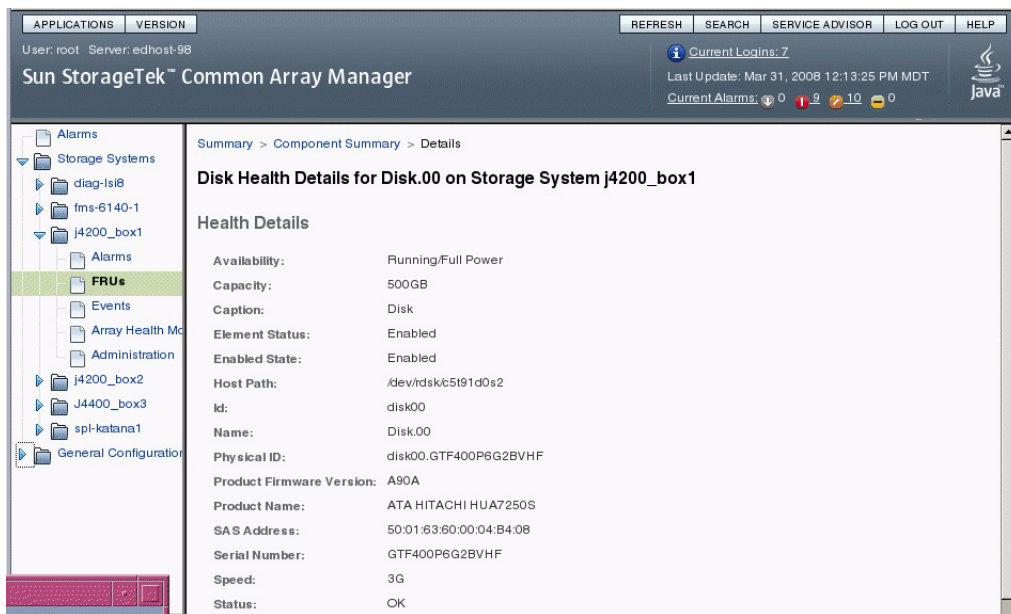 APPLICATIONS VERSION REFRESH SEARCH SERVICE ADVISOR LOG OUT HELP
User: root Server: edhost-98
Current Logins: 7
Sun StorageTek™ Common Array Manager
Last Update: Mar 31, 2008 12:13:25 PM MDT
Current Alarms: 0 9 10 0
Java™
Alarms
Storage Systems
diag-lsi8
fms-6140-1
j4200_box1
Alarms
FRUs
Events
Array Health Mo
Administration
j4200_box2
J4400_box3
spl-katana1
General Configuration
Summary > Component Summary > Details
Disk Health Details for Disk.00 on Storage System j4200_box1
Health Details
Availability: Running/Full Power
Capacity: 500GB
Caption: Disk
Element Status: Enabled
Enabled State: Enabled
Host Path: /dev/rdsk/c5t91d0s2
Id: disk00
Name: Disk.00
Physical ID: disk00.GTF400P6G2BVHF
Product Firmware Version: A90A
Product Name: ATA HITACHI HUA7250S
SAS Address: 50:01:63:60:00:04:B4:08
Serial Number: GTF400P6G2BVHF
Speed: 3G
Status: OK